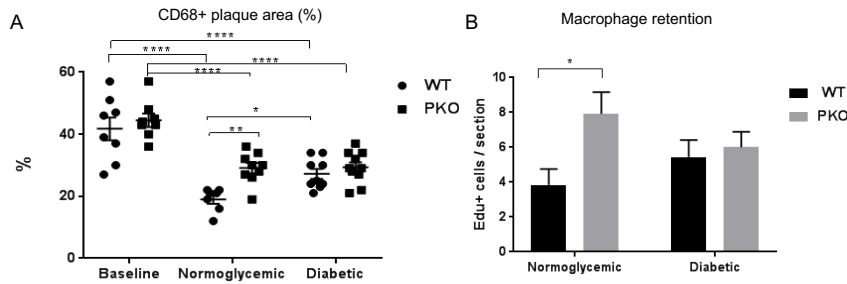 A
CD68+ plaque area (%)
****
****
****
****
*
**
60
40
20
0
%
Baseline
Normoglycemic
Diabetic
WT
PKO
B
Macrophage retention
*
10
8
6
4
2
0
Edu+ cells / section
Normoglycemic
Diabetic
WT
PKO